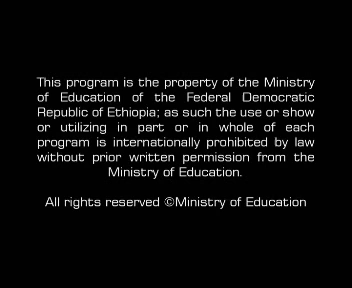 This program is the property of the Ministry
of Education of the Federal Democratic
Republic of Ethiopia; as such the use or show
or utilizing in part or in whole of each
program is internationally prohibited by law
without prior written permission from the
Ministry of Education.
All rights reserved ©Ministry of Education